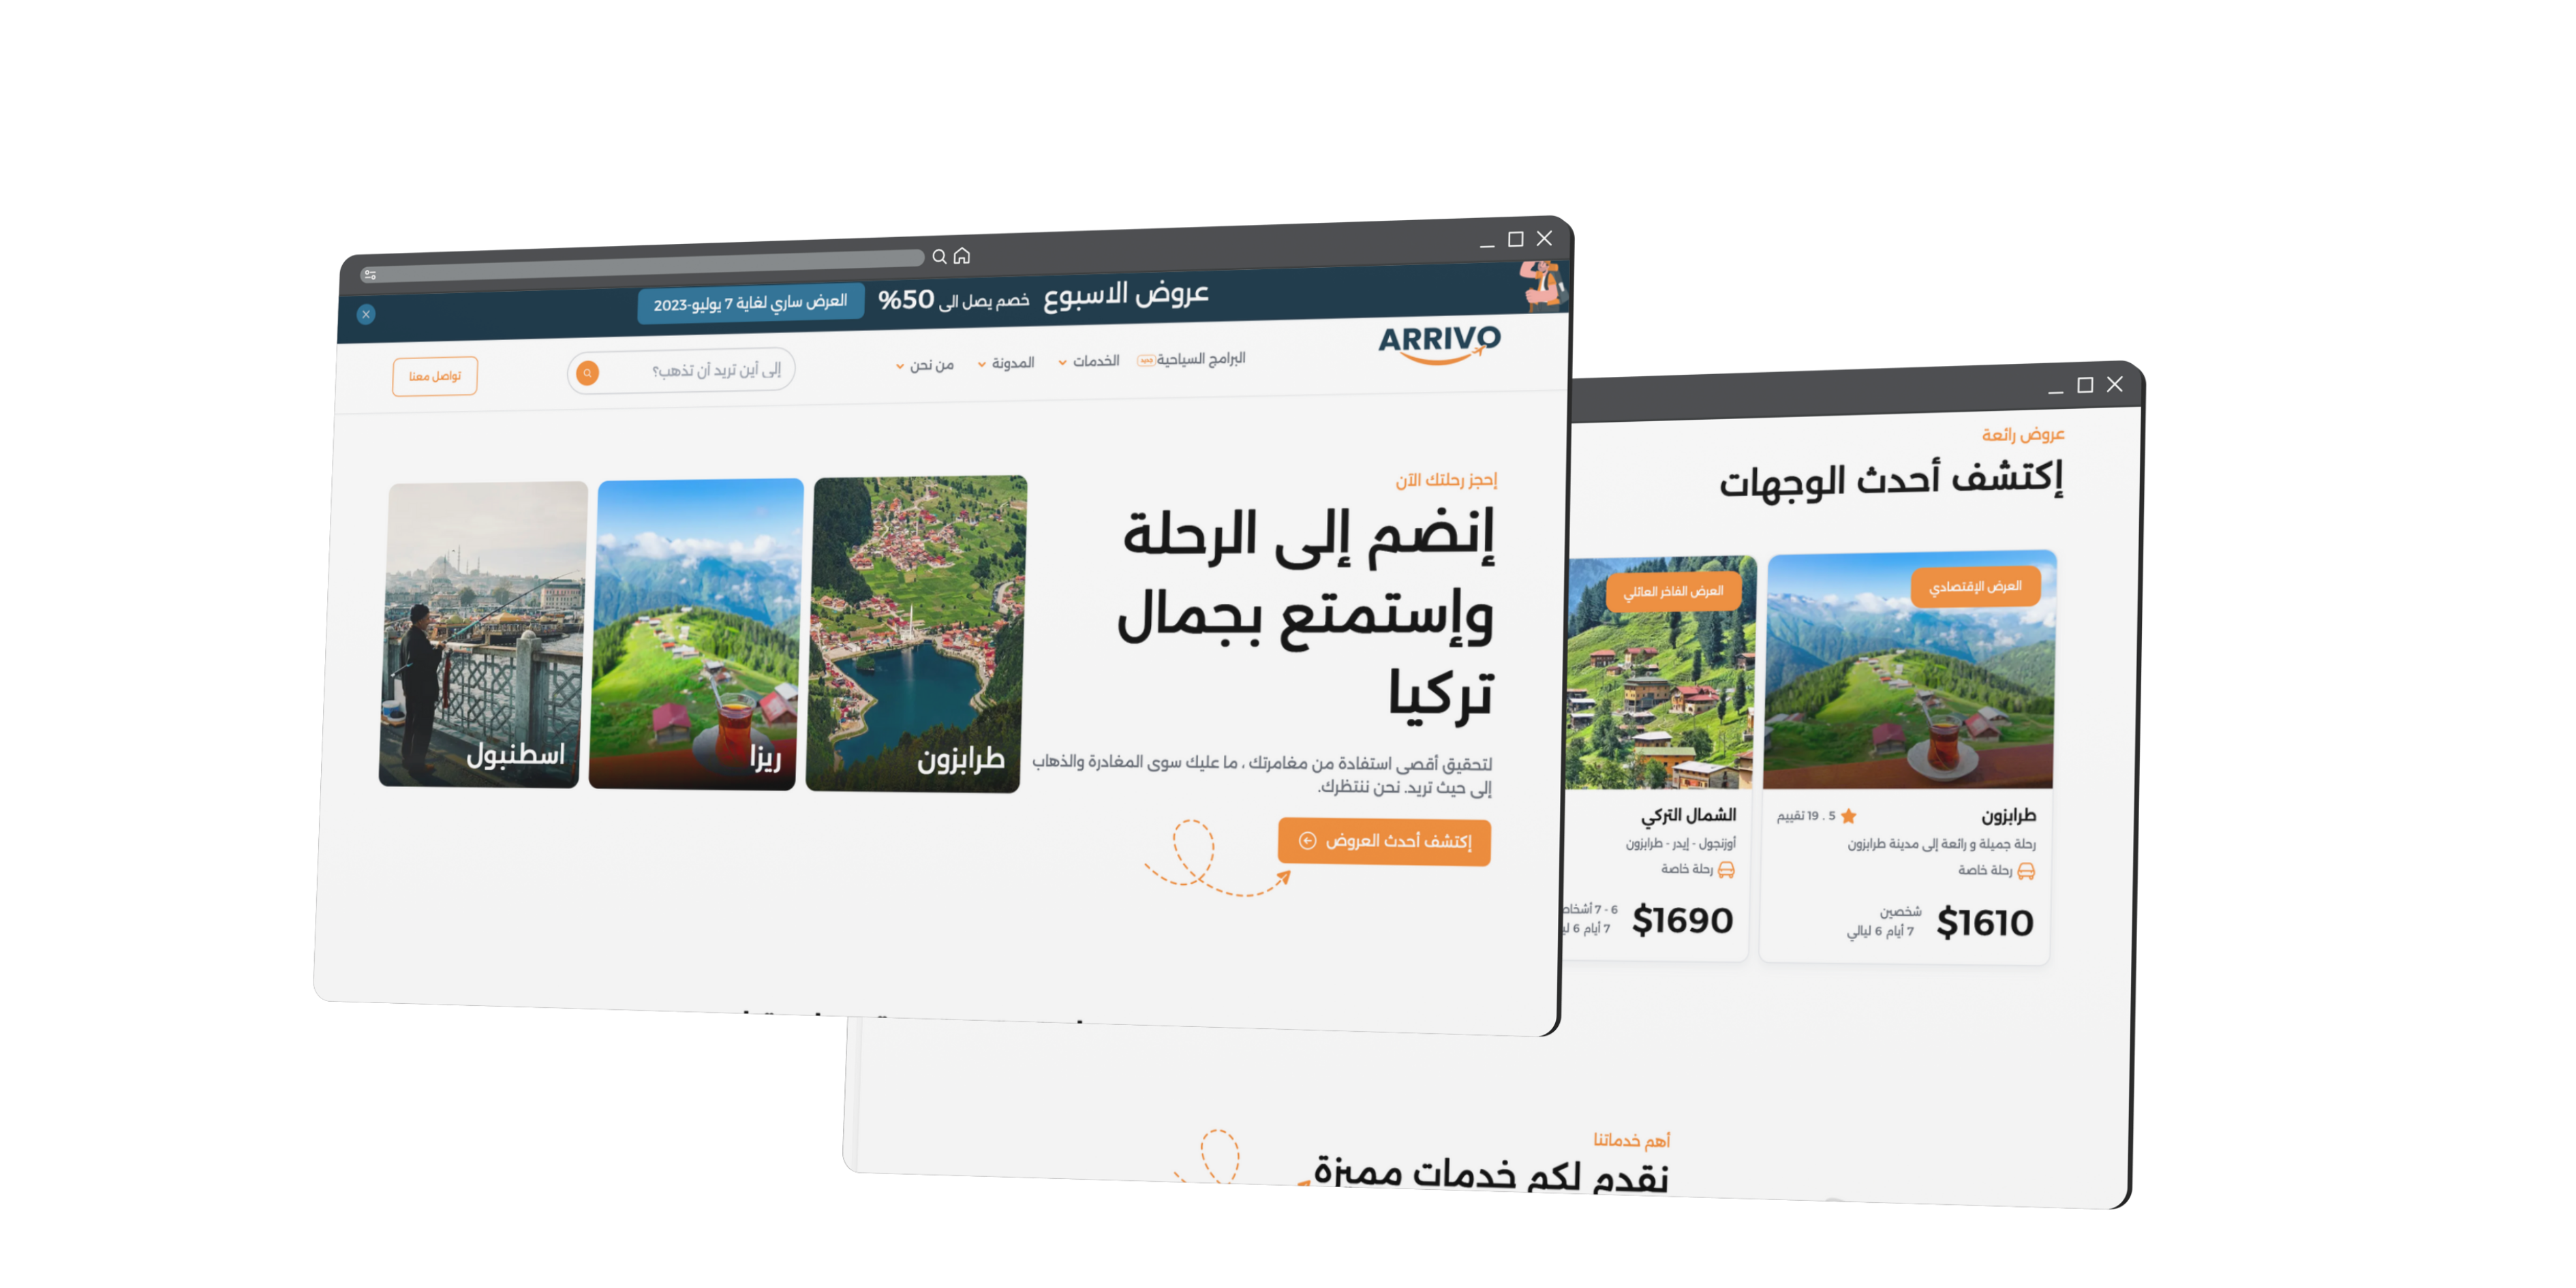 عروض الاسبوع خصم يصل الى 50% العرض ساري لغاية 7 يوليو-2023
ARRIVO
البرامج السياحية الخدمات المدونة من نحن إلى أين تريد أن تذهب؟ تواصل معنا
إحجز رحلتك الآن
إنضم إلى الرحلة
وإستمتع بجمال
تركيا
لتحقيق أقصى استفادة من مغامرتك ، ما عليك سوى المغادرة والذهاب
إلى حيث تريد. نحن ننتظرك.
إكتشف أحدث العروض
طرابزون
ريزا
اسطنبول
عروض رائعة
إكتشف أحدث الوجهات
العرض الإقتصادي
طرابزون
5 . 19 تقييم
رحلة جميلة و رائعة إلى مدينة طرابزون
رحلة خاصة
$1610
شخصين
7 أيام 6 ليالي
العرض الفاخر العائلي
الشمال التركي
أوزنجول - إيدر - طرابزون
رحلة خاصة
$1690
6 - 7
7 أيام 6
أهم خدماتنا
نقدم لكم خدمات مميزة